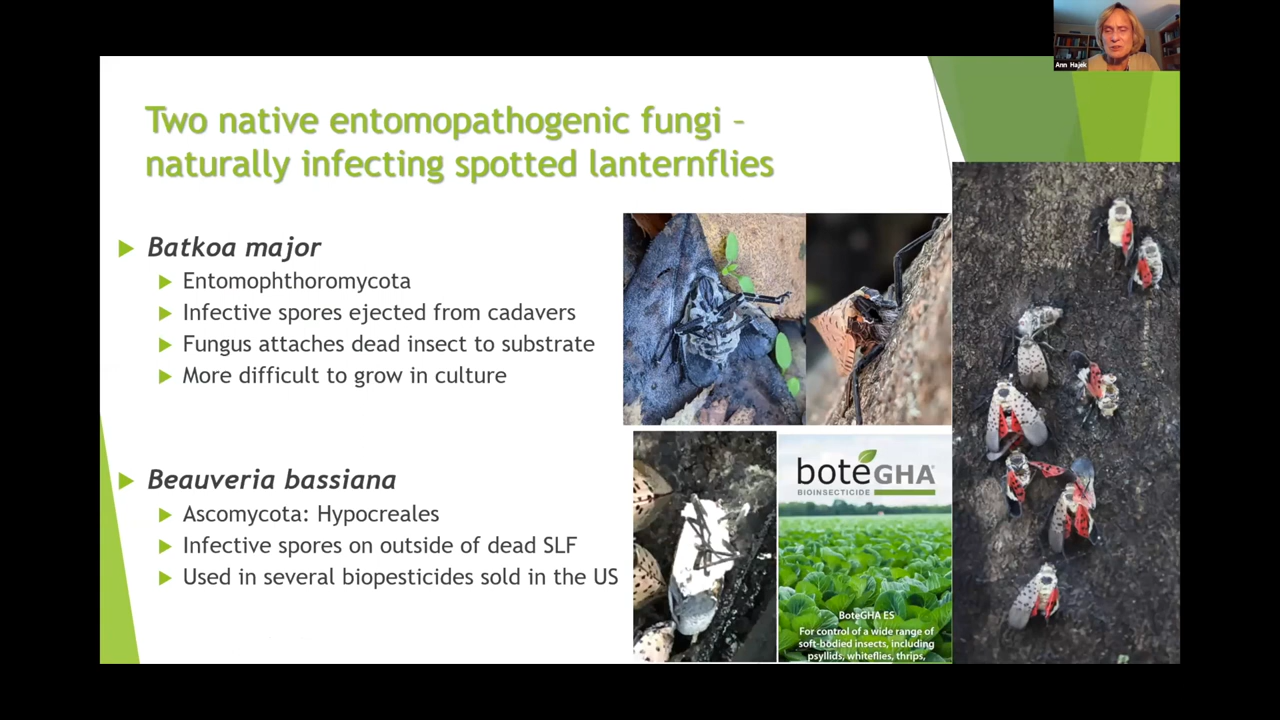 Ann Hajek
Two native entomopathogenic fungi –
naturally infecting spotted lanternflies
Batkoa major
Entomophthoromycota
Infective spores ejected from cadavers
Fungus attaches dead insect to substrate
More difficult to grow in culture
Beauveria bassiana
Ascomycota: Hypocreales
Infective spores on outside of dead SLF
Used in several biopesticides sold in the US
botēGHA®
BIOINSECTICIDE
BoteGHA ES
For control of a wide range of
soft-bodied insects, including
psyllids, whiteflies, thrips,